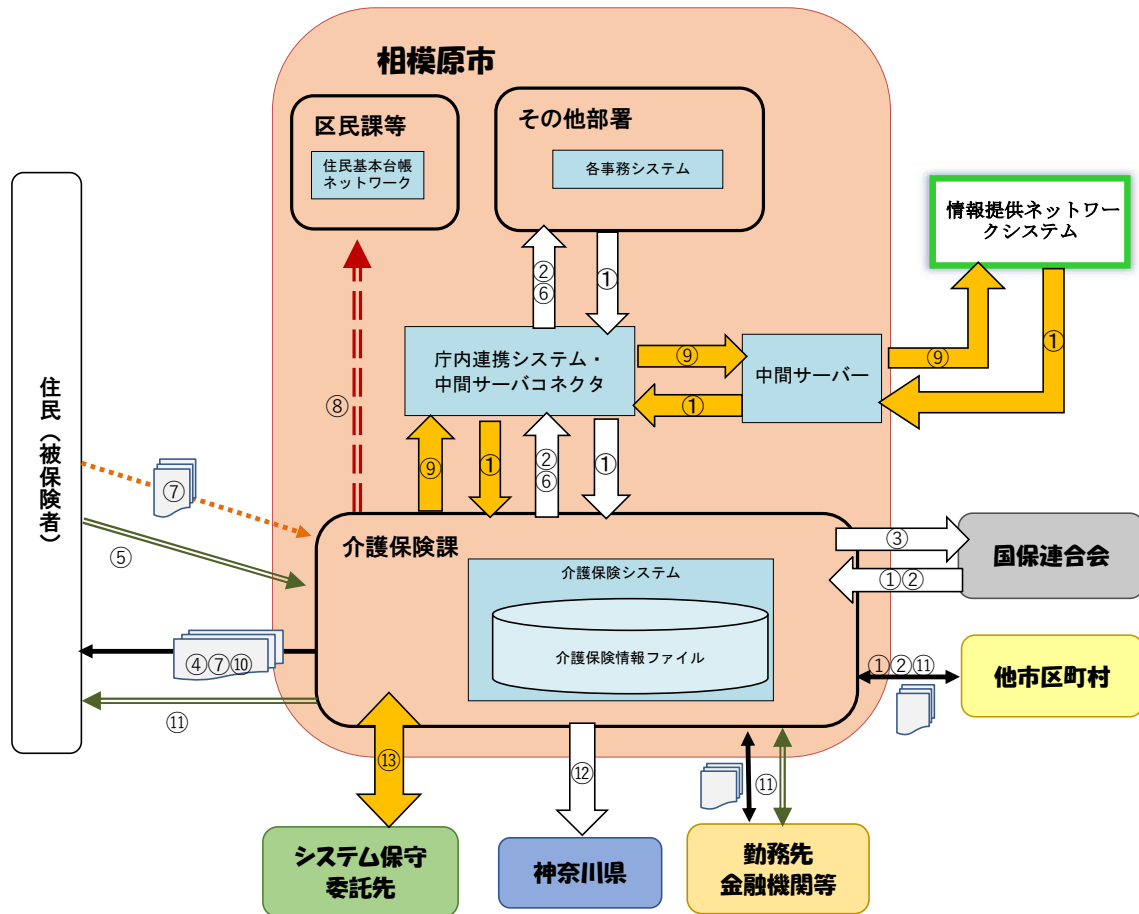 相模原市
区民課等
住民基本台帳
ネットワーク
その他部署
各事務システム
情報提供ネットワー
クシステム
②
⑥
①
庁内連携システム・
中間サーバコネクタ
⑨
①
中間サーバー
⑨
①
⑧
⑨
①
②
⑥
①
住民（被保険者）
⑦
⑤
④⑦⑩
⑪
介護保険課
介護保険システム
介護保険情報ファイル
③
①②
国保連合会
①②⑪
他市区町村
⑬
⑫
⑪
システム保守
委託先
神奈川県
勤務先
金融機関等